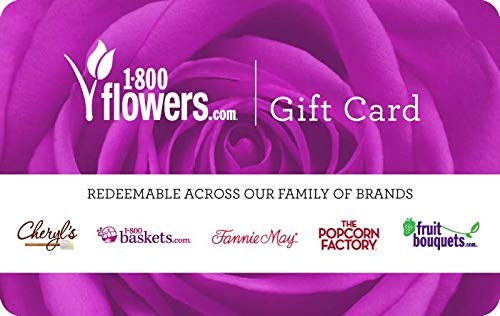 1-800
flowers.com
Gift Card
REDEEMABLE ACROSS OUR FAMILY OF BRANDS
Cheryl's
1-800
baskets.com
Fannie May
THE
POPCORN
FACTORY
fruit
bouquets.com